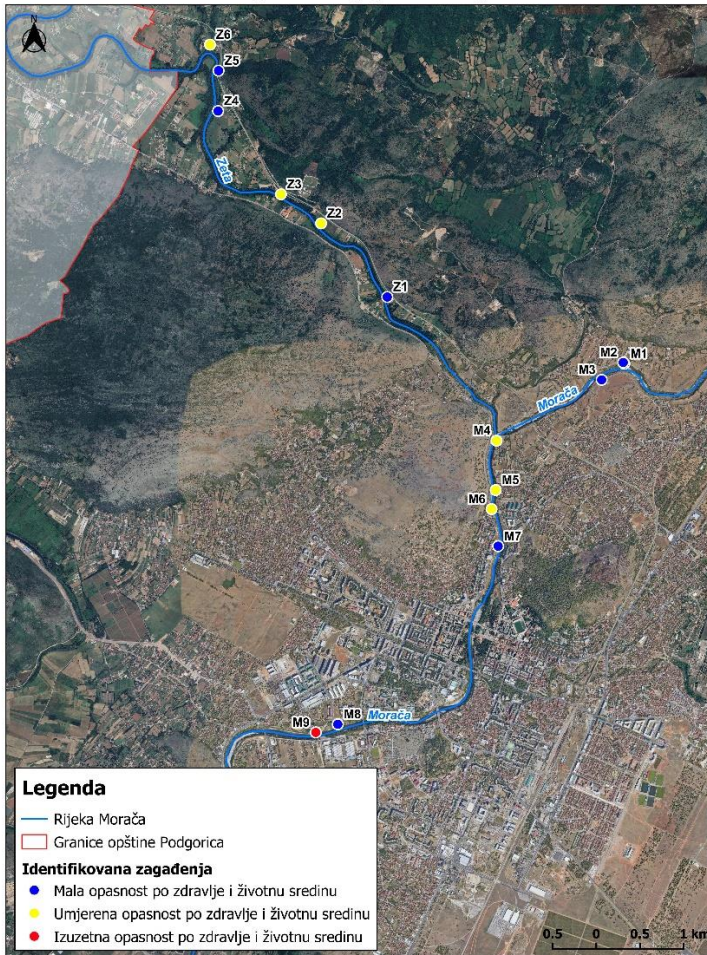 N
Z6
Z5
Z4
Zeta
Z3
Z2
Z1
M2
M1
M3
Morača
M4
M5
M6
M7
M8
Morača
M9
Legenda
Rijeka Morača
Granice opštine Podgorica
Identifikovana zagađenja
Mala opasnost po zdravlje i životnu sredinu
Umjerena opasnost po zdravlje i životnu sredinu
Izuzetna opasnost po zdravlje i životnu sredinu
0.5 0 0.5 1 km